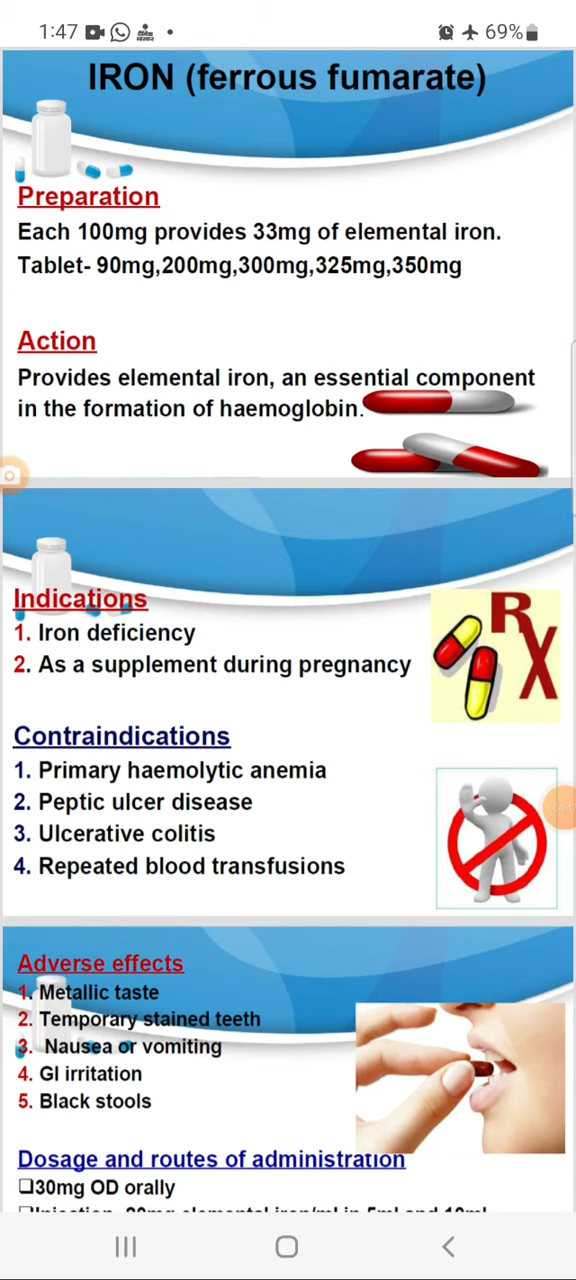 1:47
69%
IRON (ferrous fumarate)
Preparation
Each 100mg provides 33mg of elemental iron.
Tablet- 90mg,200mg,300mg,325mg,350mg
Action
Provides elemental iron, an essential component
in the formation of haemoglobin.
Indications
1. Iron deficiency
2. As a supplement during pregnancy
RX
Contraindications
1. Primary haemolytic anemia
2. Peptic ulcer disease
3. Ulcerative colitis
4. Repeated blood transfusions
Adverse effects
1. Metallic taste
2. Temporary stained teeth
3. Nausea or vomiting
4. GI irritation
5. Black stools
Dosage and routes of administration
❑30mg OD orally